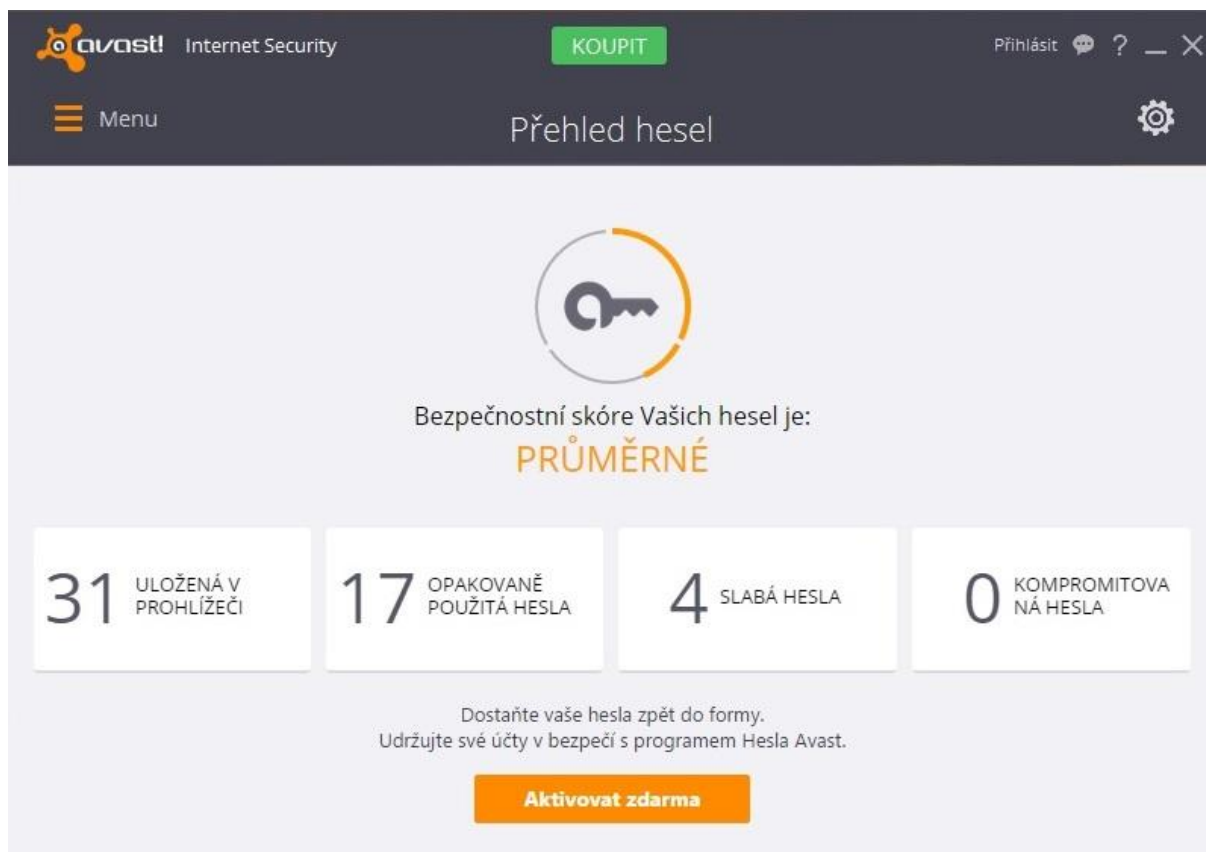 avast! Internet Security KOUPIT Přihlásit ?
Menu
Přehled hesel
Bezpečnostní skóre Vašich hesel je:
PRŮMĚRNÉ
31 ULOŽENÁ V
PROHLÍŽEČI
17 OPAKOVANĚ
POUŽITÁ HESLA
4 SLABÁ HESLA
0 KOMPROMITOVA
NÁ HESLA
Dostaňte vaše hesla zpět do formy.
Udržujte své účty v bezpečí s programem Hesla Avast.
Aktivovat zdarma